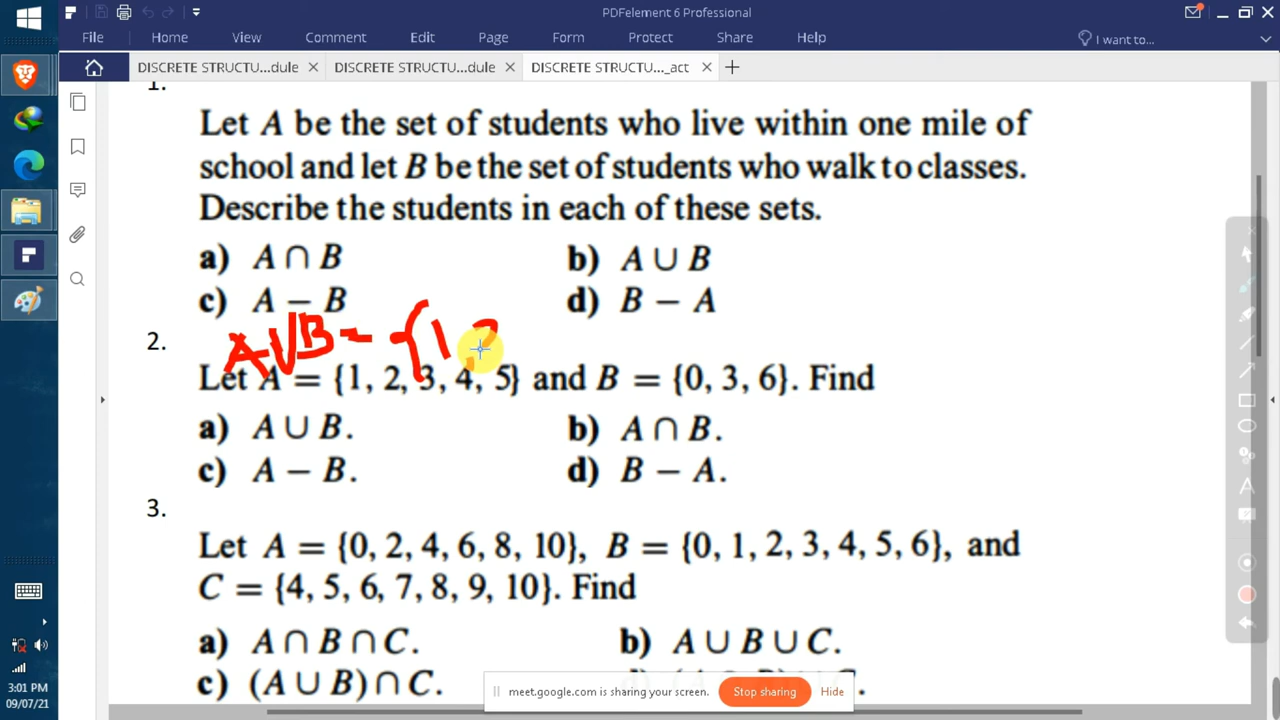 PDFelement 6 Professional
File Home View Comment Edit Page Form Protect Share Help I want to...
DISCRETE STRUCTU...dule × DISCRETE STRUCTU...dule × DISCRETE STRUCTU..._act × +
1.
Let A be the set of students who live within one mile of
school and let B be the set of students who walk to classes.
Describe the students in each of these sets.
a) A ∩ B b) A ∪ B
c) A − B d) B − A
A∪B = {1,
2.
Let A = {1, 2, 3, 4, 5} and B = {0, 3, 6}. Find
a) A ∪ B. b) A ∩ B.
c) A − B. d) B − A.
3.
Let A = {0, 2, 4, 6, 8, 10}, B = {0, 1, 2, 3, 4, 5, 6}, and
C = {4, 5, 6, 7, 8, 9, 10}. Find
a) A ∩ B ∩ C. b) A ∪ B ∪ C.
c) (A ∪ B) ∩ C.
meet.google.com is sharing your screen. Stop sharing Hide
3:01 PM
09/07/21